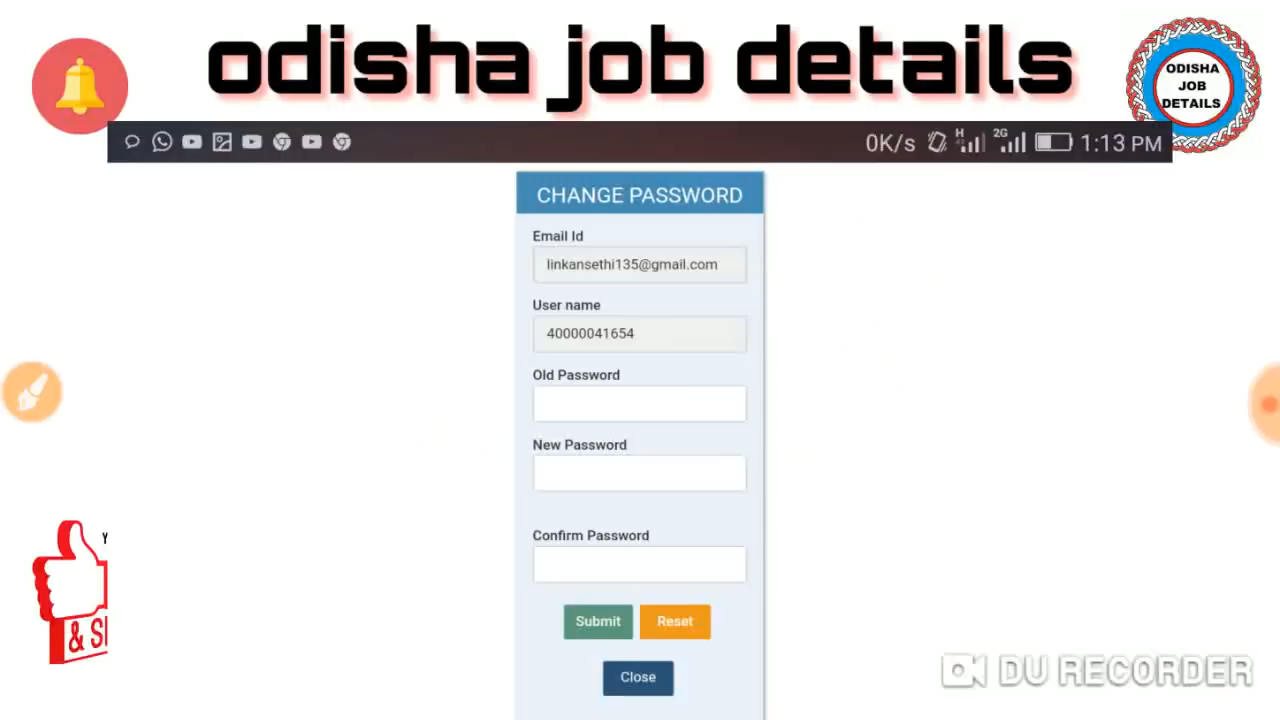 odisha job details
ODISHA
JOB
DETAILS
0K/s H 2G 1:13 PM
CHANGE PASSWORD
Email Id
linkansethi135@gmail.com
User name
40000041654
Old Password
New Password
Confirm Password
Submit Reset
Close
Y
& S
DU RECORDER